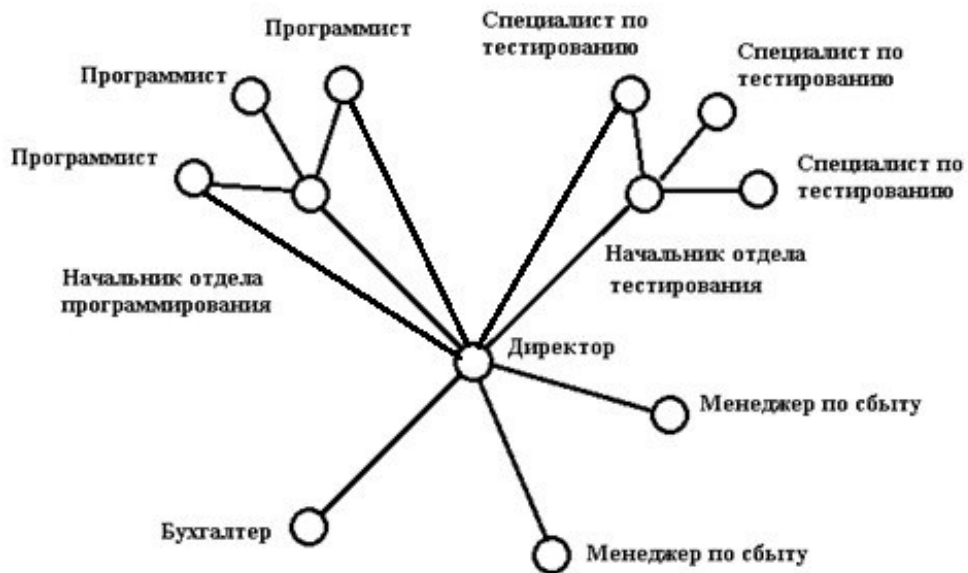 Программист
Специалист по
тестированию
Программист
Специалист по
тестированию
Программист
Специалист по
тестированию
Начальник отдела
тестирования
Начальник отдела
программирования
Директор
Менеджер по сбыту
Бухгалтер
Менеджер по сбыту